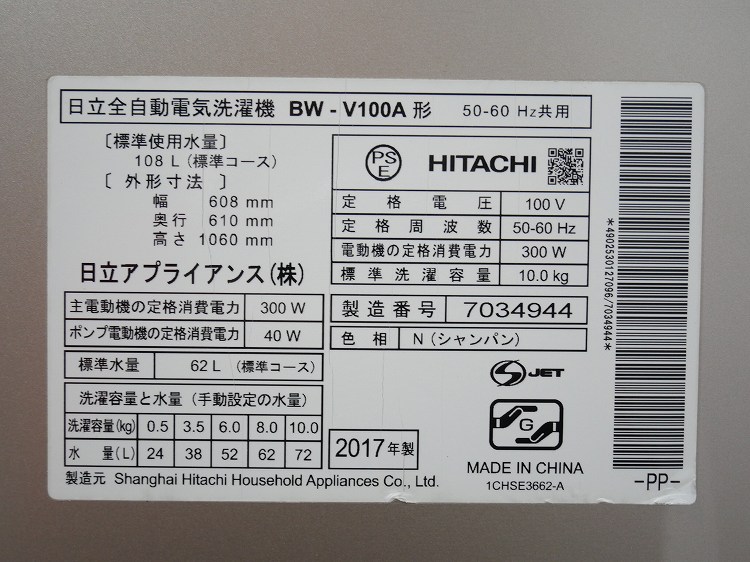 日立全自動電気洗濯機 BW-V100A 形 50-60 Hz共用
〔標準使用水量〕
108 L (標準コース)
〔 外形寸法 〕
幅 608 mm
奥行 610 mm
高さ 1060 mm
日立アプライアンス(株)
主電動機の定格消費電力 300 W
ポンプ電動機の定格消費電力 40 W
標準水量 62 L (標準コース)
洗濯容量と水量 (手動設定の水量)
洗濯容量(kg) 0.5 3.5 6.0 8.0 10.0
水 量(L) 24 38 52 62 72
製造元 Shanghai Hitachi Household Appliances Co., Ltd.
PSE HITACHI
定格電圧 100 V
定格周波数 50-60 Hz
電動機の定格消費電力 300 W
標準洗濯容量 10.0 kg
製造番号 7034944
色相 N (シャンパン)
S JET
G
2017年製
MADE IN CHINA
1CHSE3662-A
*4902530127096/7034944*
-PP-